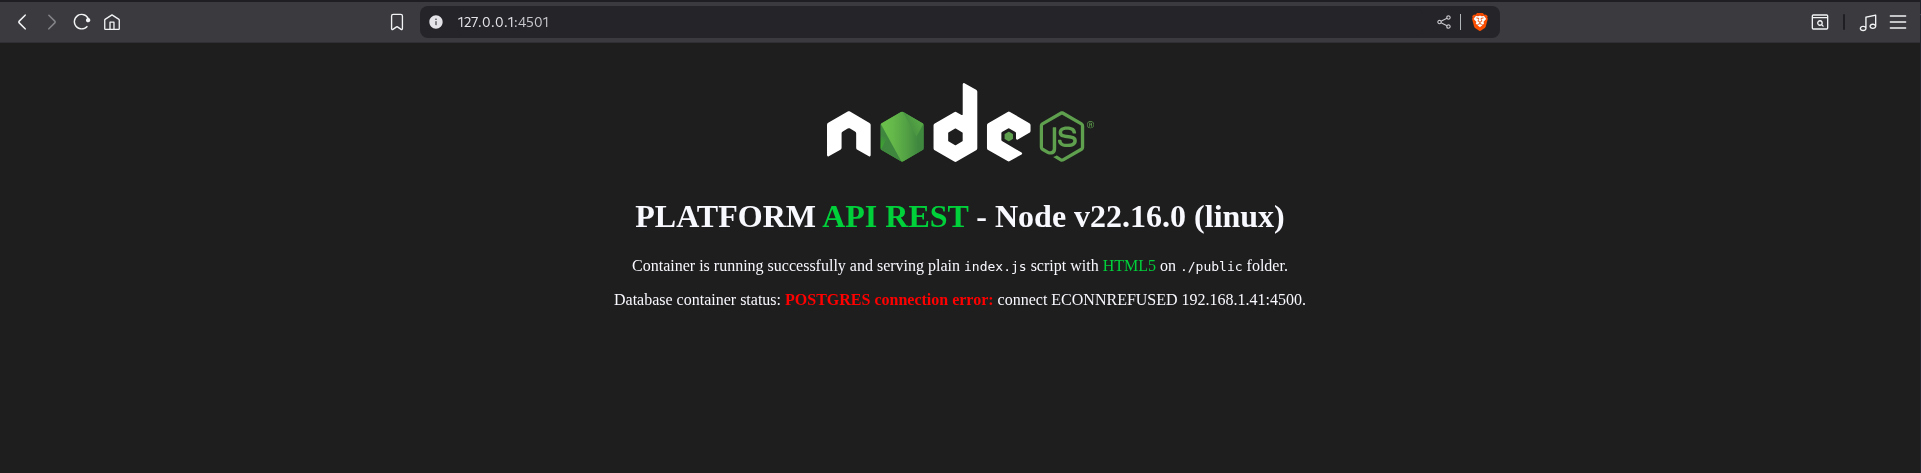 127.0.0.1:4501
node JS ®
PLATFORM API REST - Node v22.16.0 (linux)
Container is running successfully and serving plain index.js script with HTML5 on ./public folder.
Database container status: POSTGRES connection error: connect ECONNREFUSED 192.168.1.41:4500.